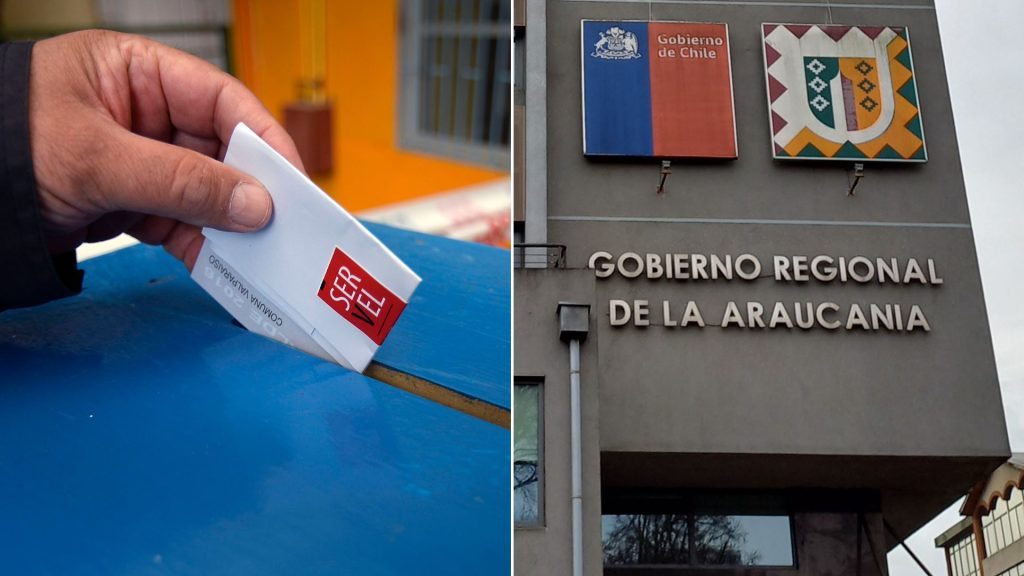 SER
VEL
COMUNA VALPARAISO
Gobierno
de Chile
GOBIERNO REGIONAL
DE LA ARAUCANIA